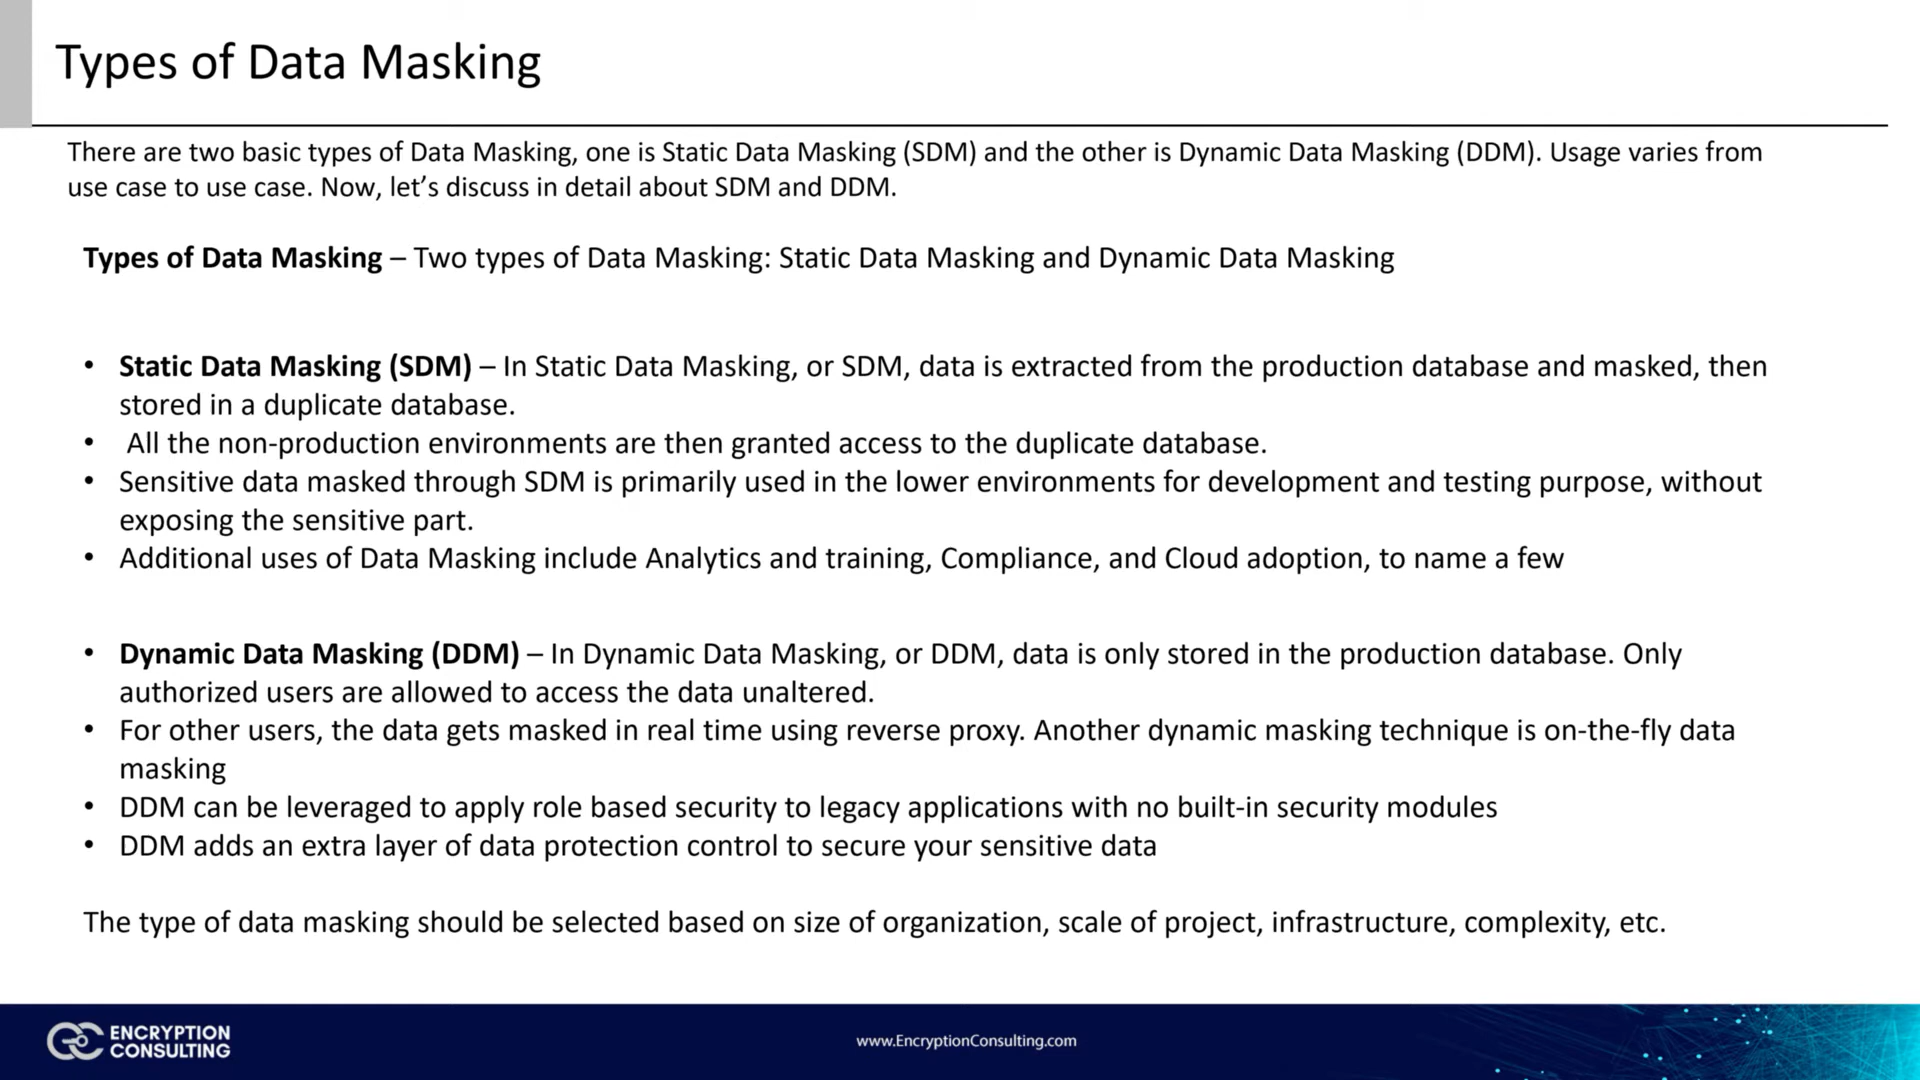 Types of Data Masking
There are two basic types of Data Masking, one is Static Data Masking (SDM) and the other is Dynamic Data Masking (DDM). Usage varies from
use case to use case. Now, let’s discuss in detail about SDM and DDM.
Types of Data Masking – Two types of Data Masking: Static Data Masking and Dynamic Data Masking
• Static Data Masking (SDM) – In Static Data Masking, or SDM, data is extracted from the production database and masked, then
stored in a duplicate database.
• All the non-production environments are then granted access to the duplicate database.
• Sensitive data masked through SDM is primarily used in the lower environments for development and testing purpose, without
exposing the sensitive part.
• Additional uses of Data Masking include Analytics and training, Compliance, and Cloud adoption, to name a few
• Dynamic Data Masking (DDM) – In Dynamic Data Masking, or DDM, data is only stored in the production database. Only
authorized users are allowed to access the data unaltered.
• For other users, the data gets masked in real time using reverse proxy. Another dynamic masking technique is on-the-fly data
masking
• DDM can be leveraged to apply role based security to legacy applications with no built-in security modules
• DDM adds an extra layer of data protection control to secure your sensitive data
The type of data masking should be selected based on size of organization, scale of project, infrastructure, complexity, etc.
ENCRYPTION
CONSULTING
www.EncryptionConsulting.com